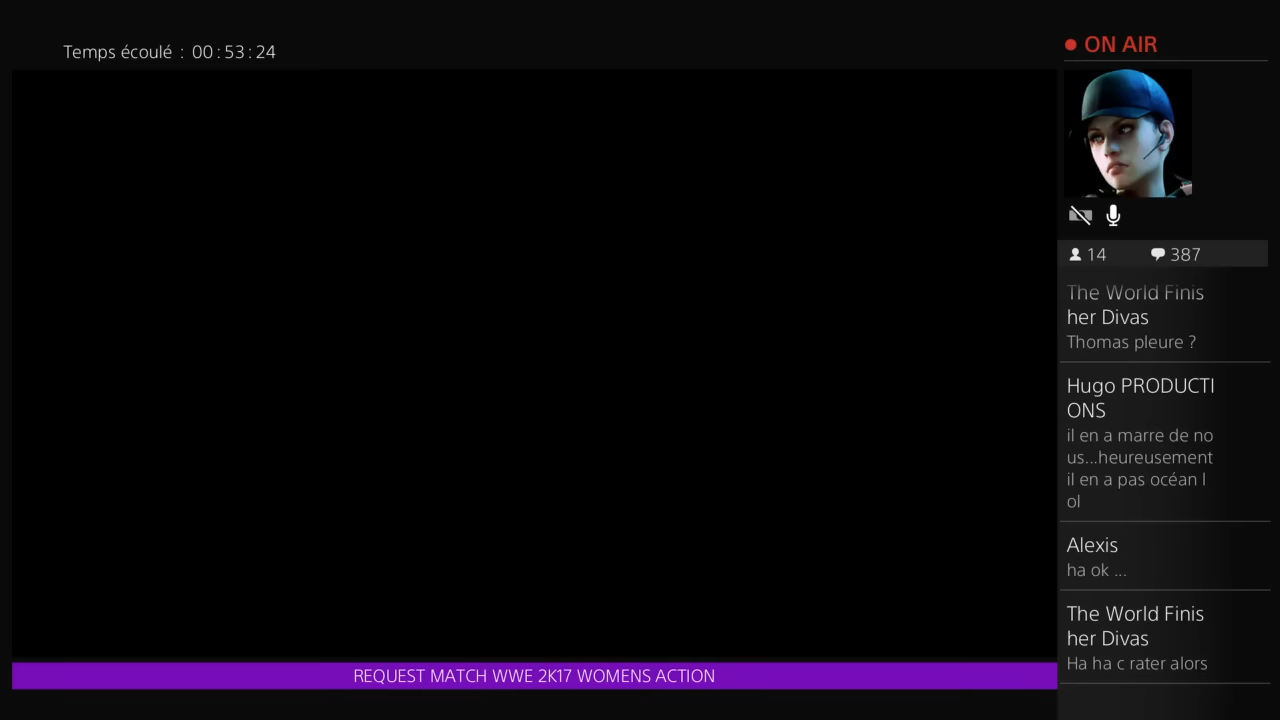 Temps écoulé : 00:53:24
ON AIR
14 387
The World Finis
her Divas
Thomas pleure ?
Hugo PRODUCTI
ONS
il en a marre de no
us...heureusement
il en a pas océan l
ol
Alexis
ha ok ...
The World Finis
her Divas
Ha ha c rater alors
REQUEST MATCH WWE 2K17 WOMENS ACTION